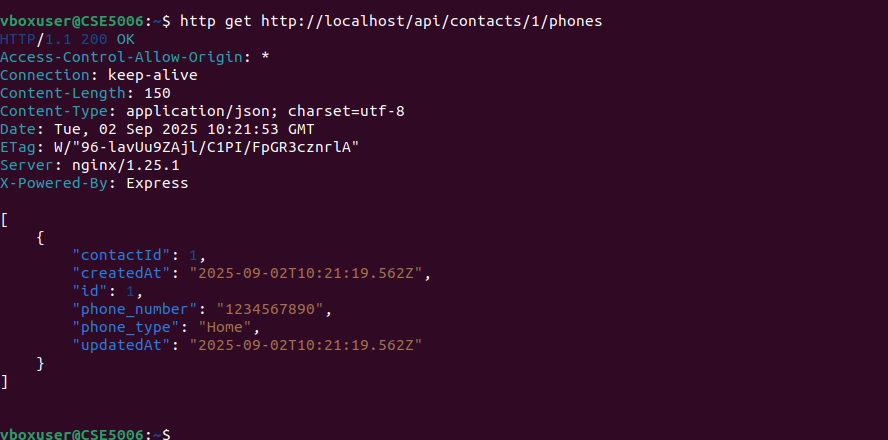 vboxuser@CSE5006:~$ http get http://localhost/api/contacts/1/phones
HTTP/1.1 200 OK
Access-Control-Allow-Origin: *
Connection: keep-alive
Content-Length: 150
Content-Type: application/json; charset=utf-8
Date: Tue, 02 Sep 2025 10:21:53 GMT
ETag: W/"96-lavUu9ZAjl/C1PI/FpGR3cznrlA"
Server: nginx/1.25.1
X-Powered-By: Express
[
    {
        "contactId": 1,
        "createdAt": "2025-09-02T10:21:19.562Z",
        "id": 1,
        "phone_number": "1234567890",
        "phone_type": "Home",
        "updatedAt": "2025-09-02T10:21:19.562Z"
    }
]
vboxuser@CSE5006:~$